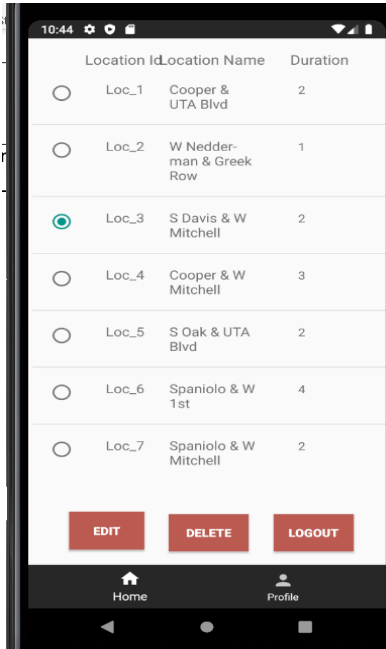 10:44
Location Id Location Name Duration
Loc_1 Cooper & 2
UTA Blvd
Loc_2 W Nedder- 1
man & Greek
Row
Loc_3 S Davis & W 2
Mitchell
Loc_4 Cooper & W 3
Mitchell
Loc_5 S Oak & UTA 2
Blvd
Loc_6 Spaniolo & W 4
1st
Loc_7 Spaniolo & W 2
Mitchell
EDIT DELETE LOGOUT
Home Profile